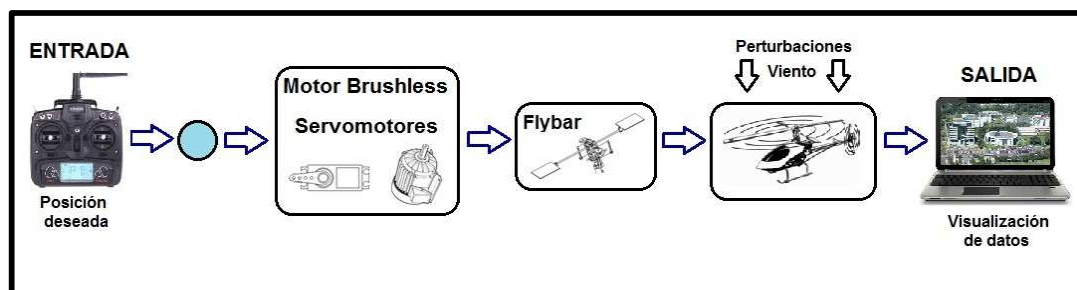 ENTRADA
Posición
deseada
Motor Brushless
Servomotores
Flybar
Perturbaciones
Viento
SALIDA
Visualización
de datos